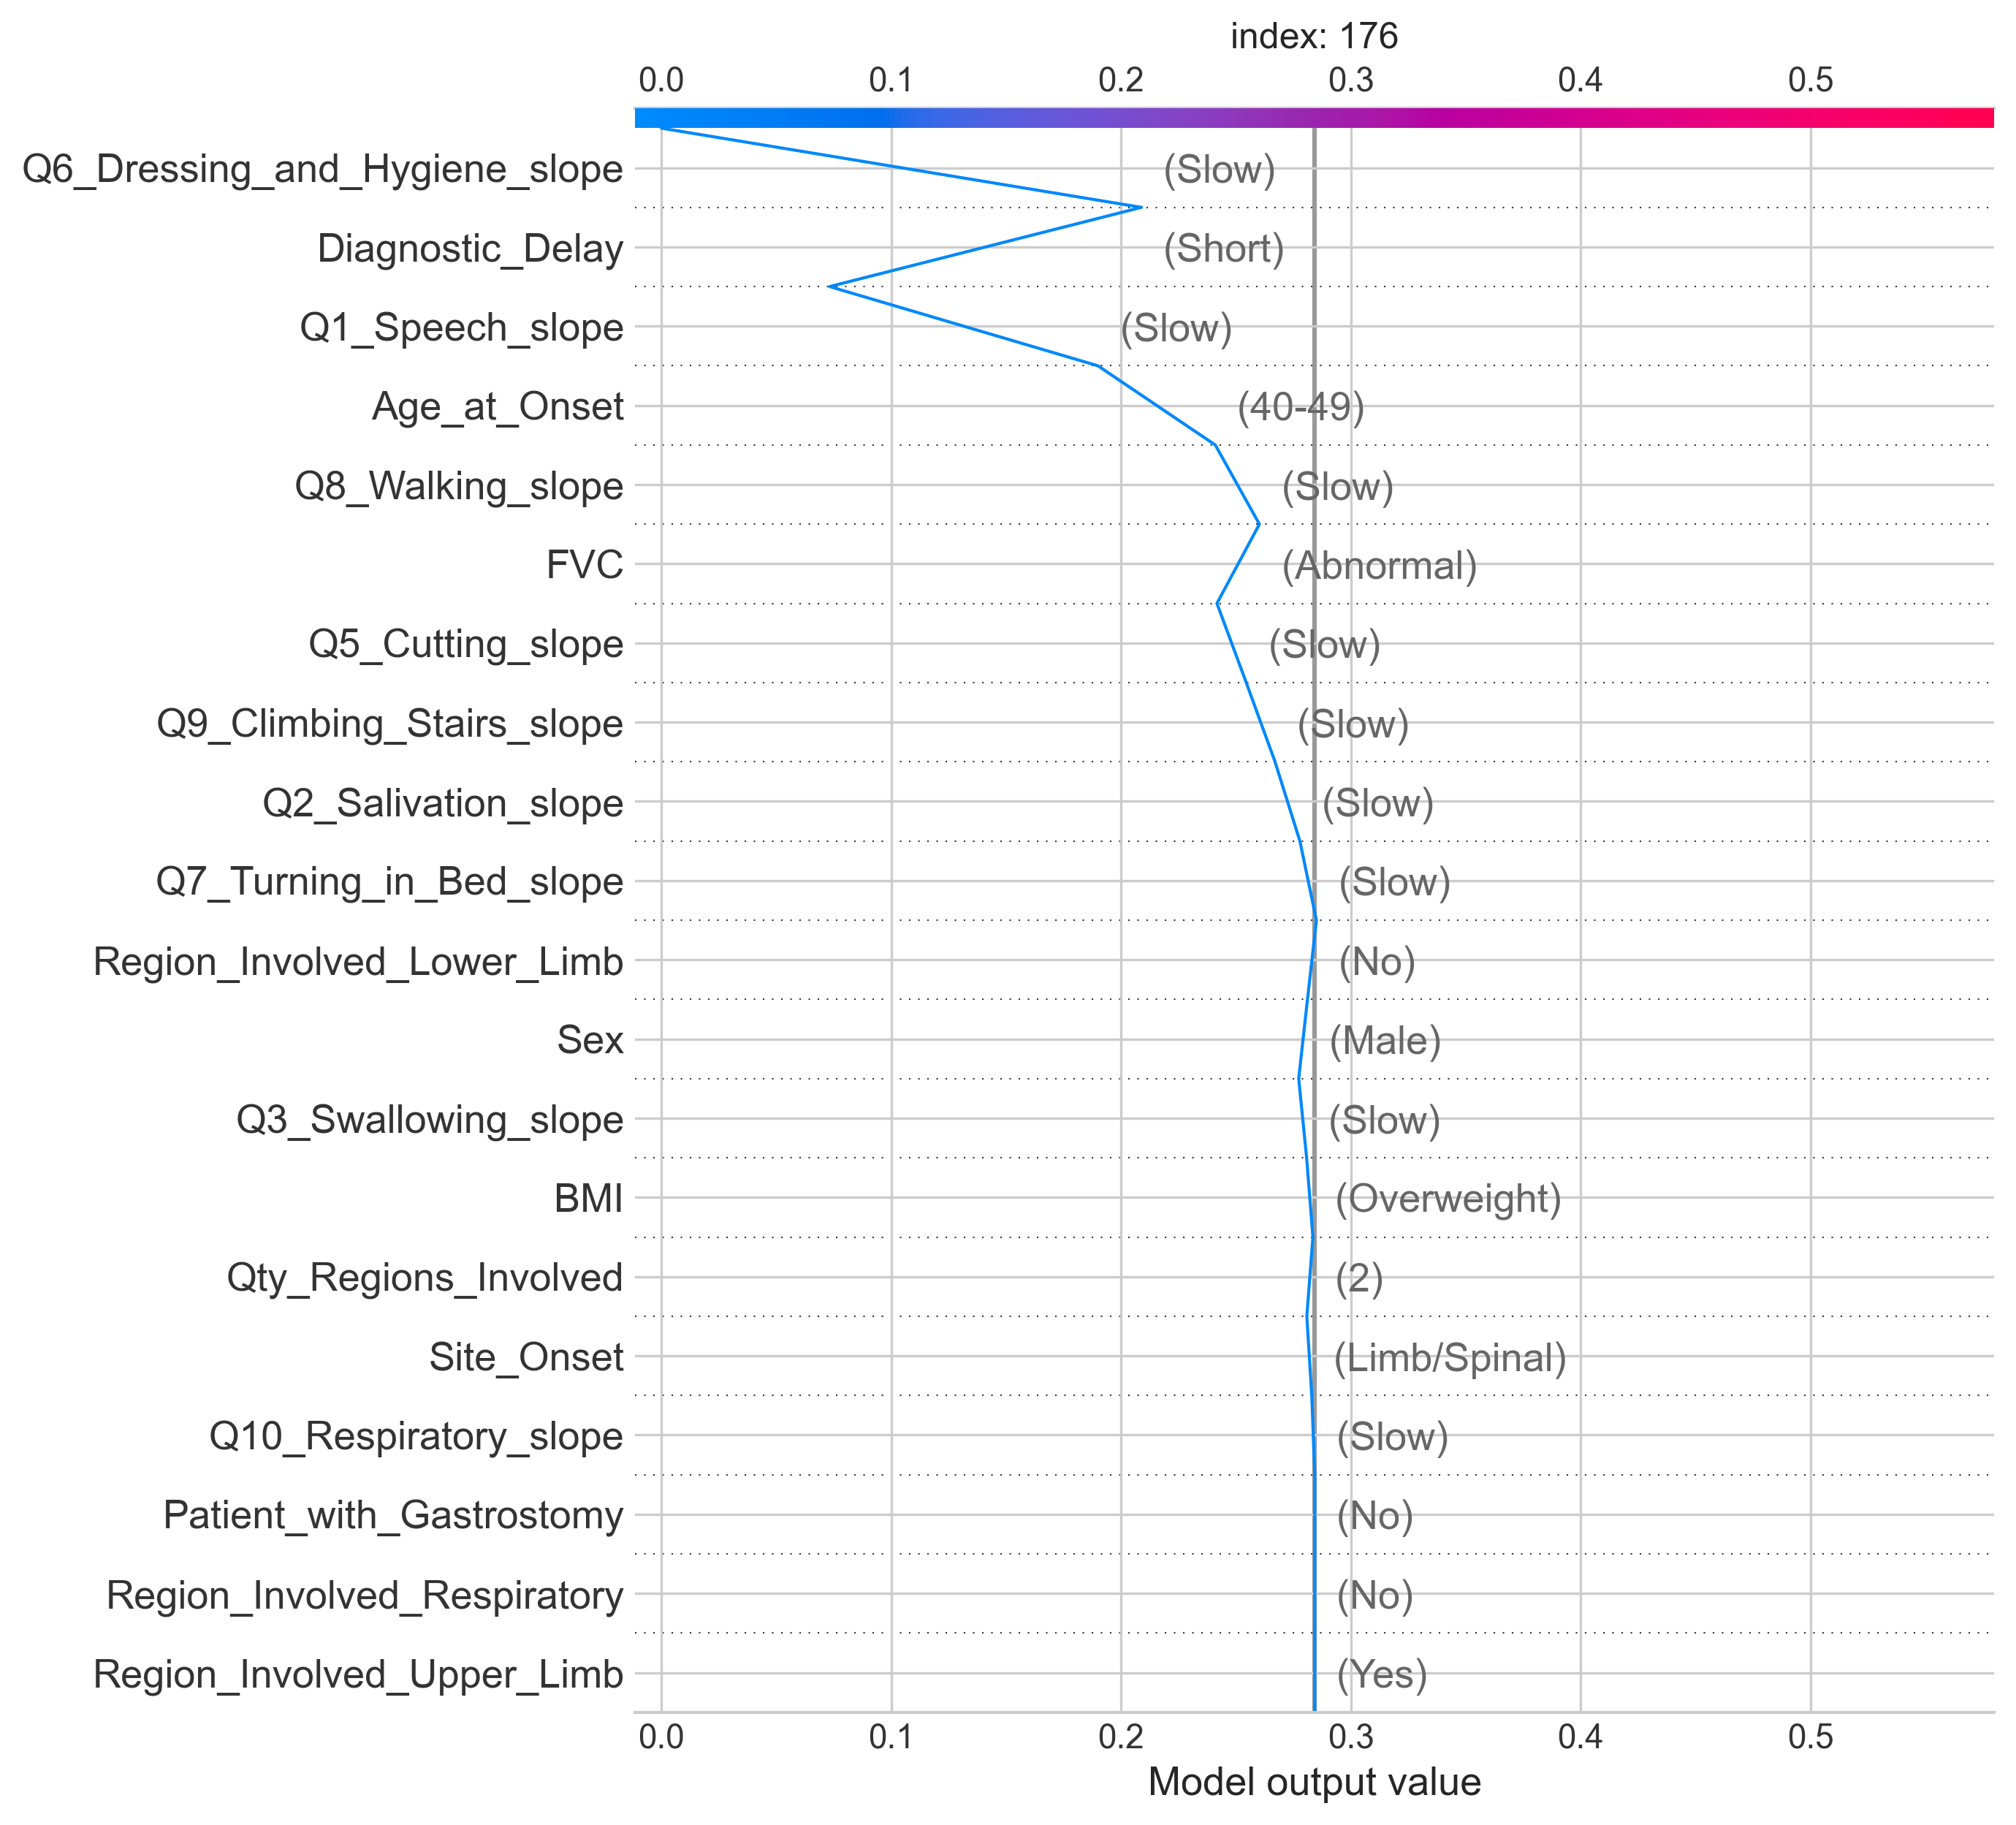 index: 176
0.0 0.1 0.2 0.3 0.4 0.5
Q6_Dressing_and_Hygiene_slope (Slow)
Diagnostic_Delay (Short)
Q1_Speech_slope (Slow)
Age_at_Onset (40-49)
Q8_Walking_slope (Slow)
FVC (Abnormal)
Q5_Cutting_slope (Slow)
Q9_Climbing_Stairs_slope (Slow)
Q2_Salivation_slope (Slow)
Q7_Turning_in_Bed_slope (Slow)
Region_Involved_Lower_Limb (No)
Sex (Male)
Q3_Swallowing_slope (Slow)
BMI (Overweight)
Qty_Regions_Involved (2)
Site_Onset (Limb/Spinal)
Q10_Respiratory_slope (Slow)
Patient_with_Gastrostomy (No)
Region_Involved_Respiratory (No)
Region_Involved_Upper_Limb (Yes)
0.0 0.1 0.2 0.3 0.4 0.5
Model output value